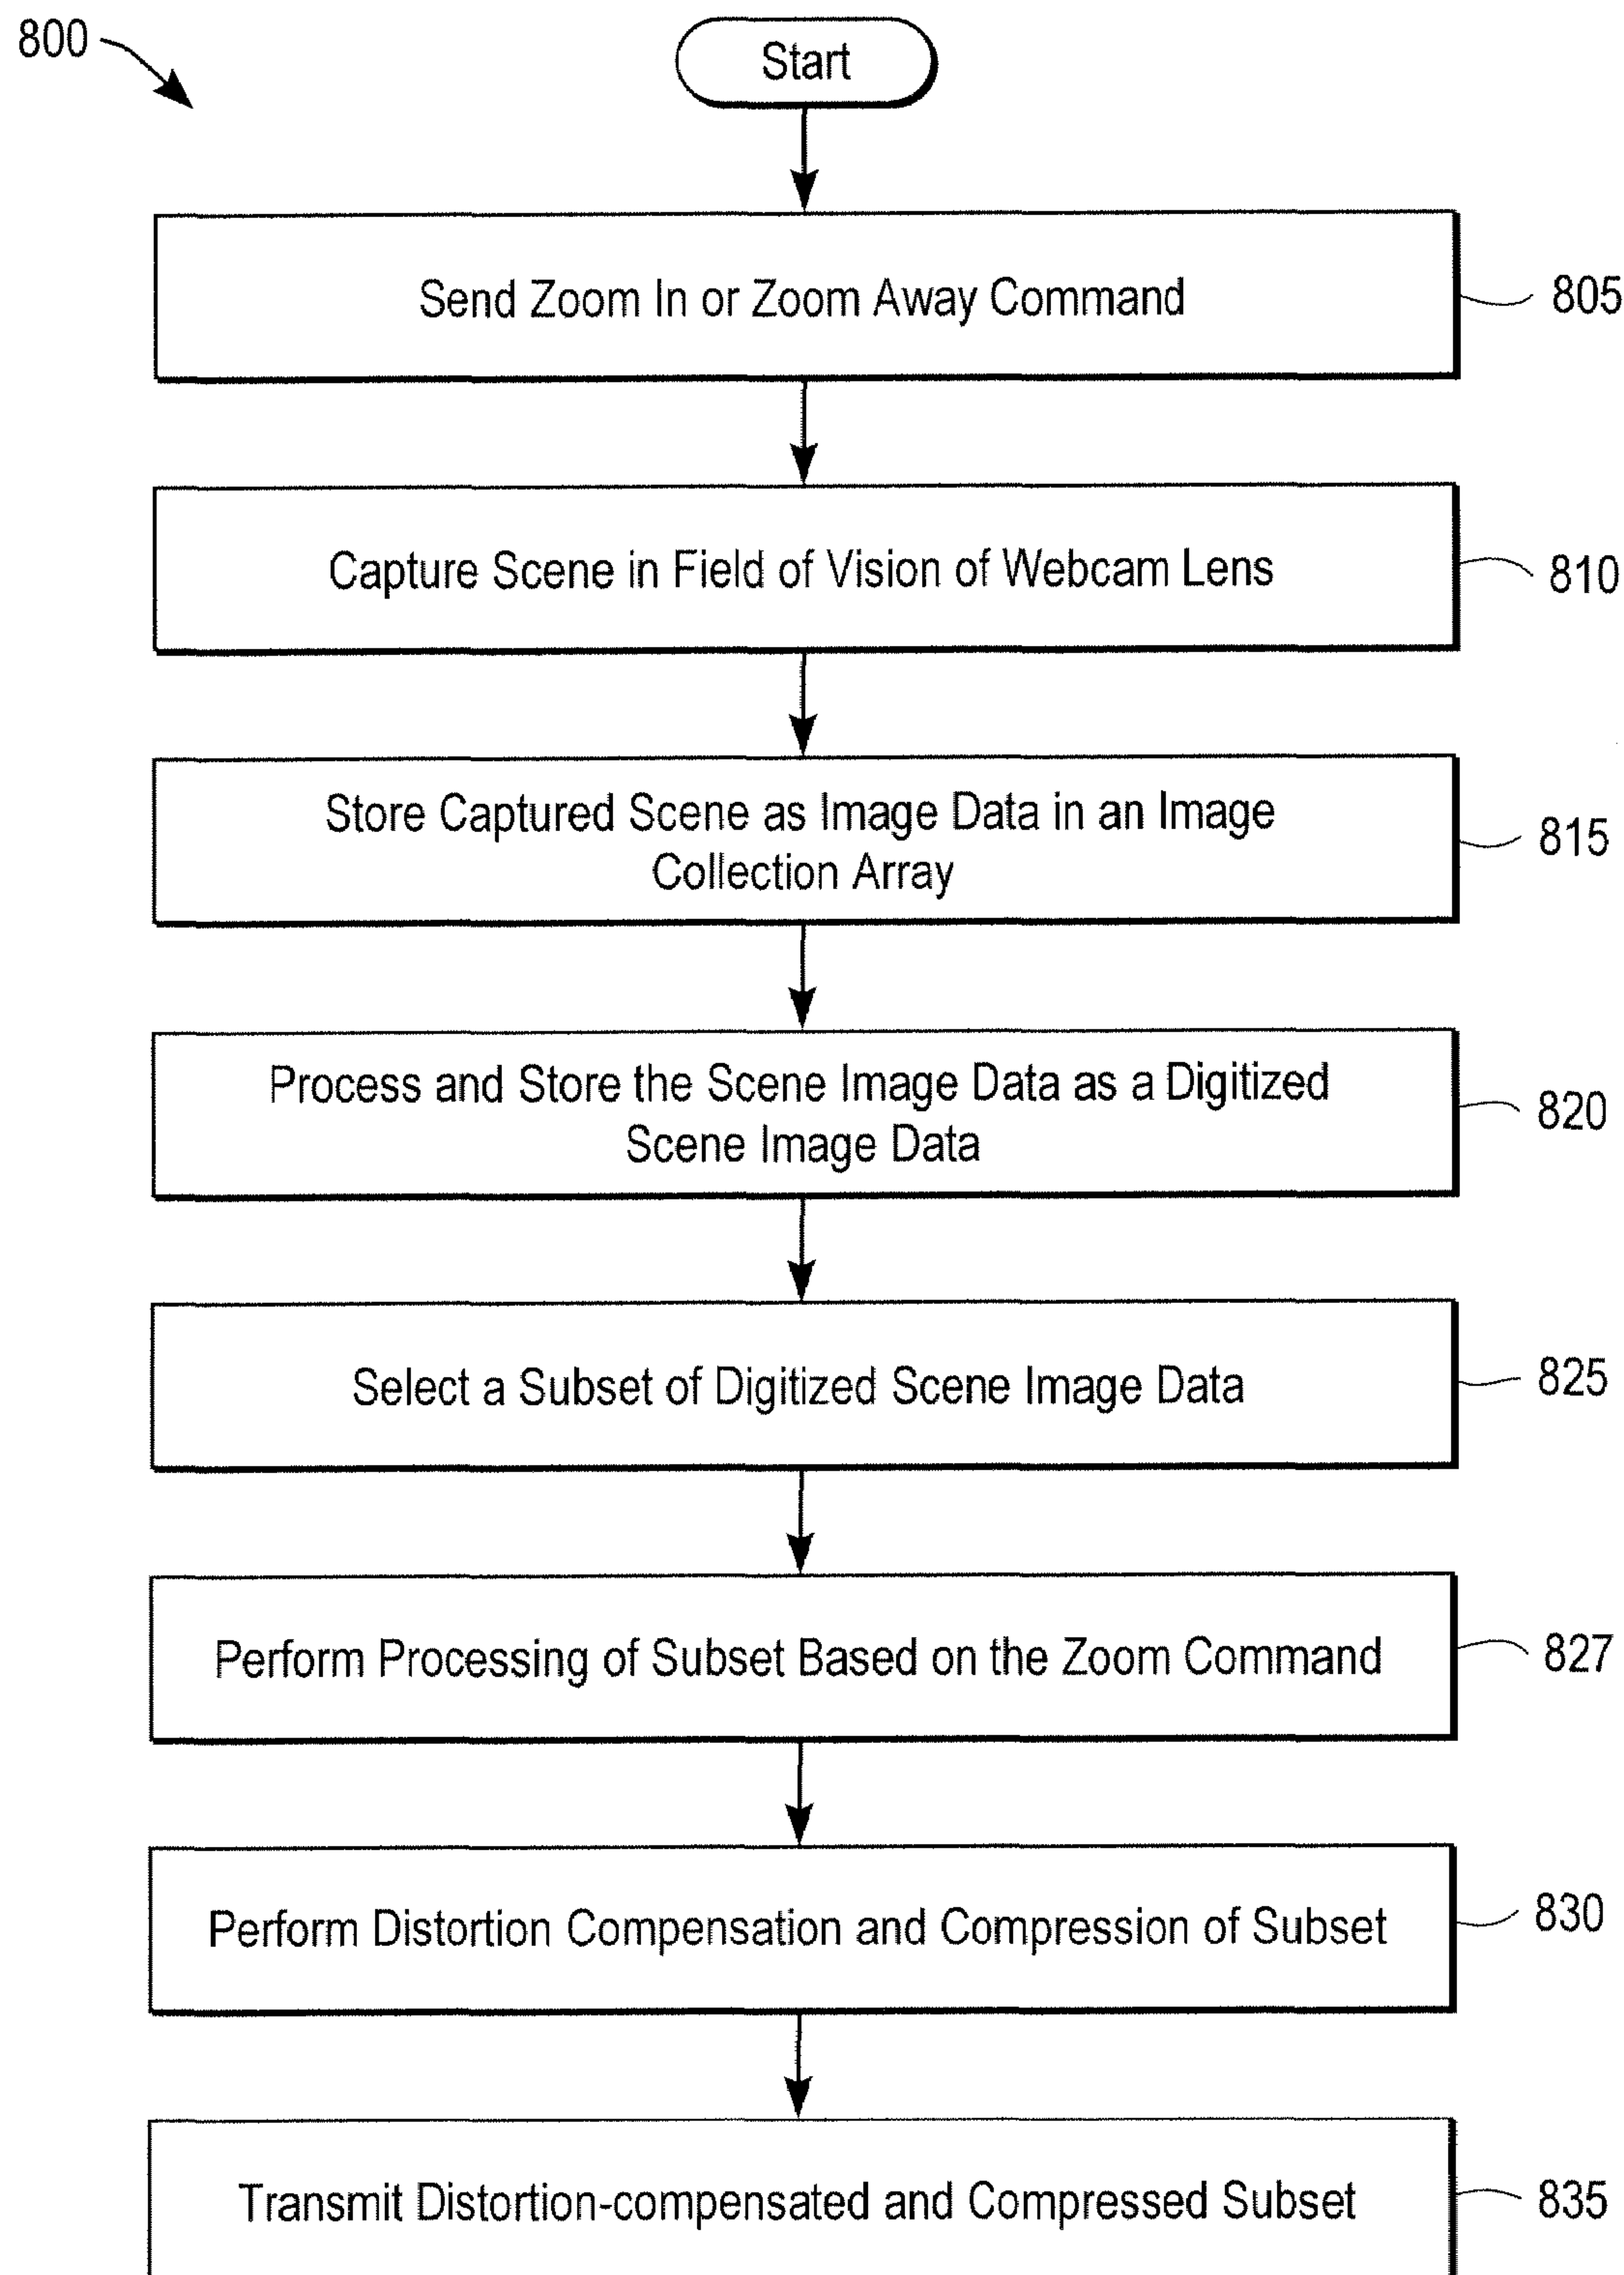 800
Start
Send Zoom In or Zoom Away Command
805
Capture Scene in Field of Vision of Webcam Lens
810
Store Captured Scene as Image Data in an Image
Collection Array
815
Process and Store the Scene Image Data as a Digitized
Scene Image Data
820
Select a Subset of Digitized Scene Image Data
825
Perform Processing of Subset Based on the Zoom Command
827
Perform Distortion Compensation and Compression of Subset
830
Transmit Distortion-compensated and Compressed Subset
835